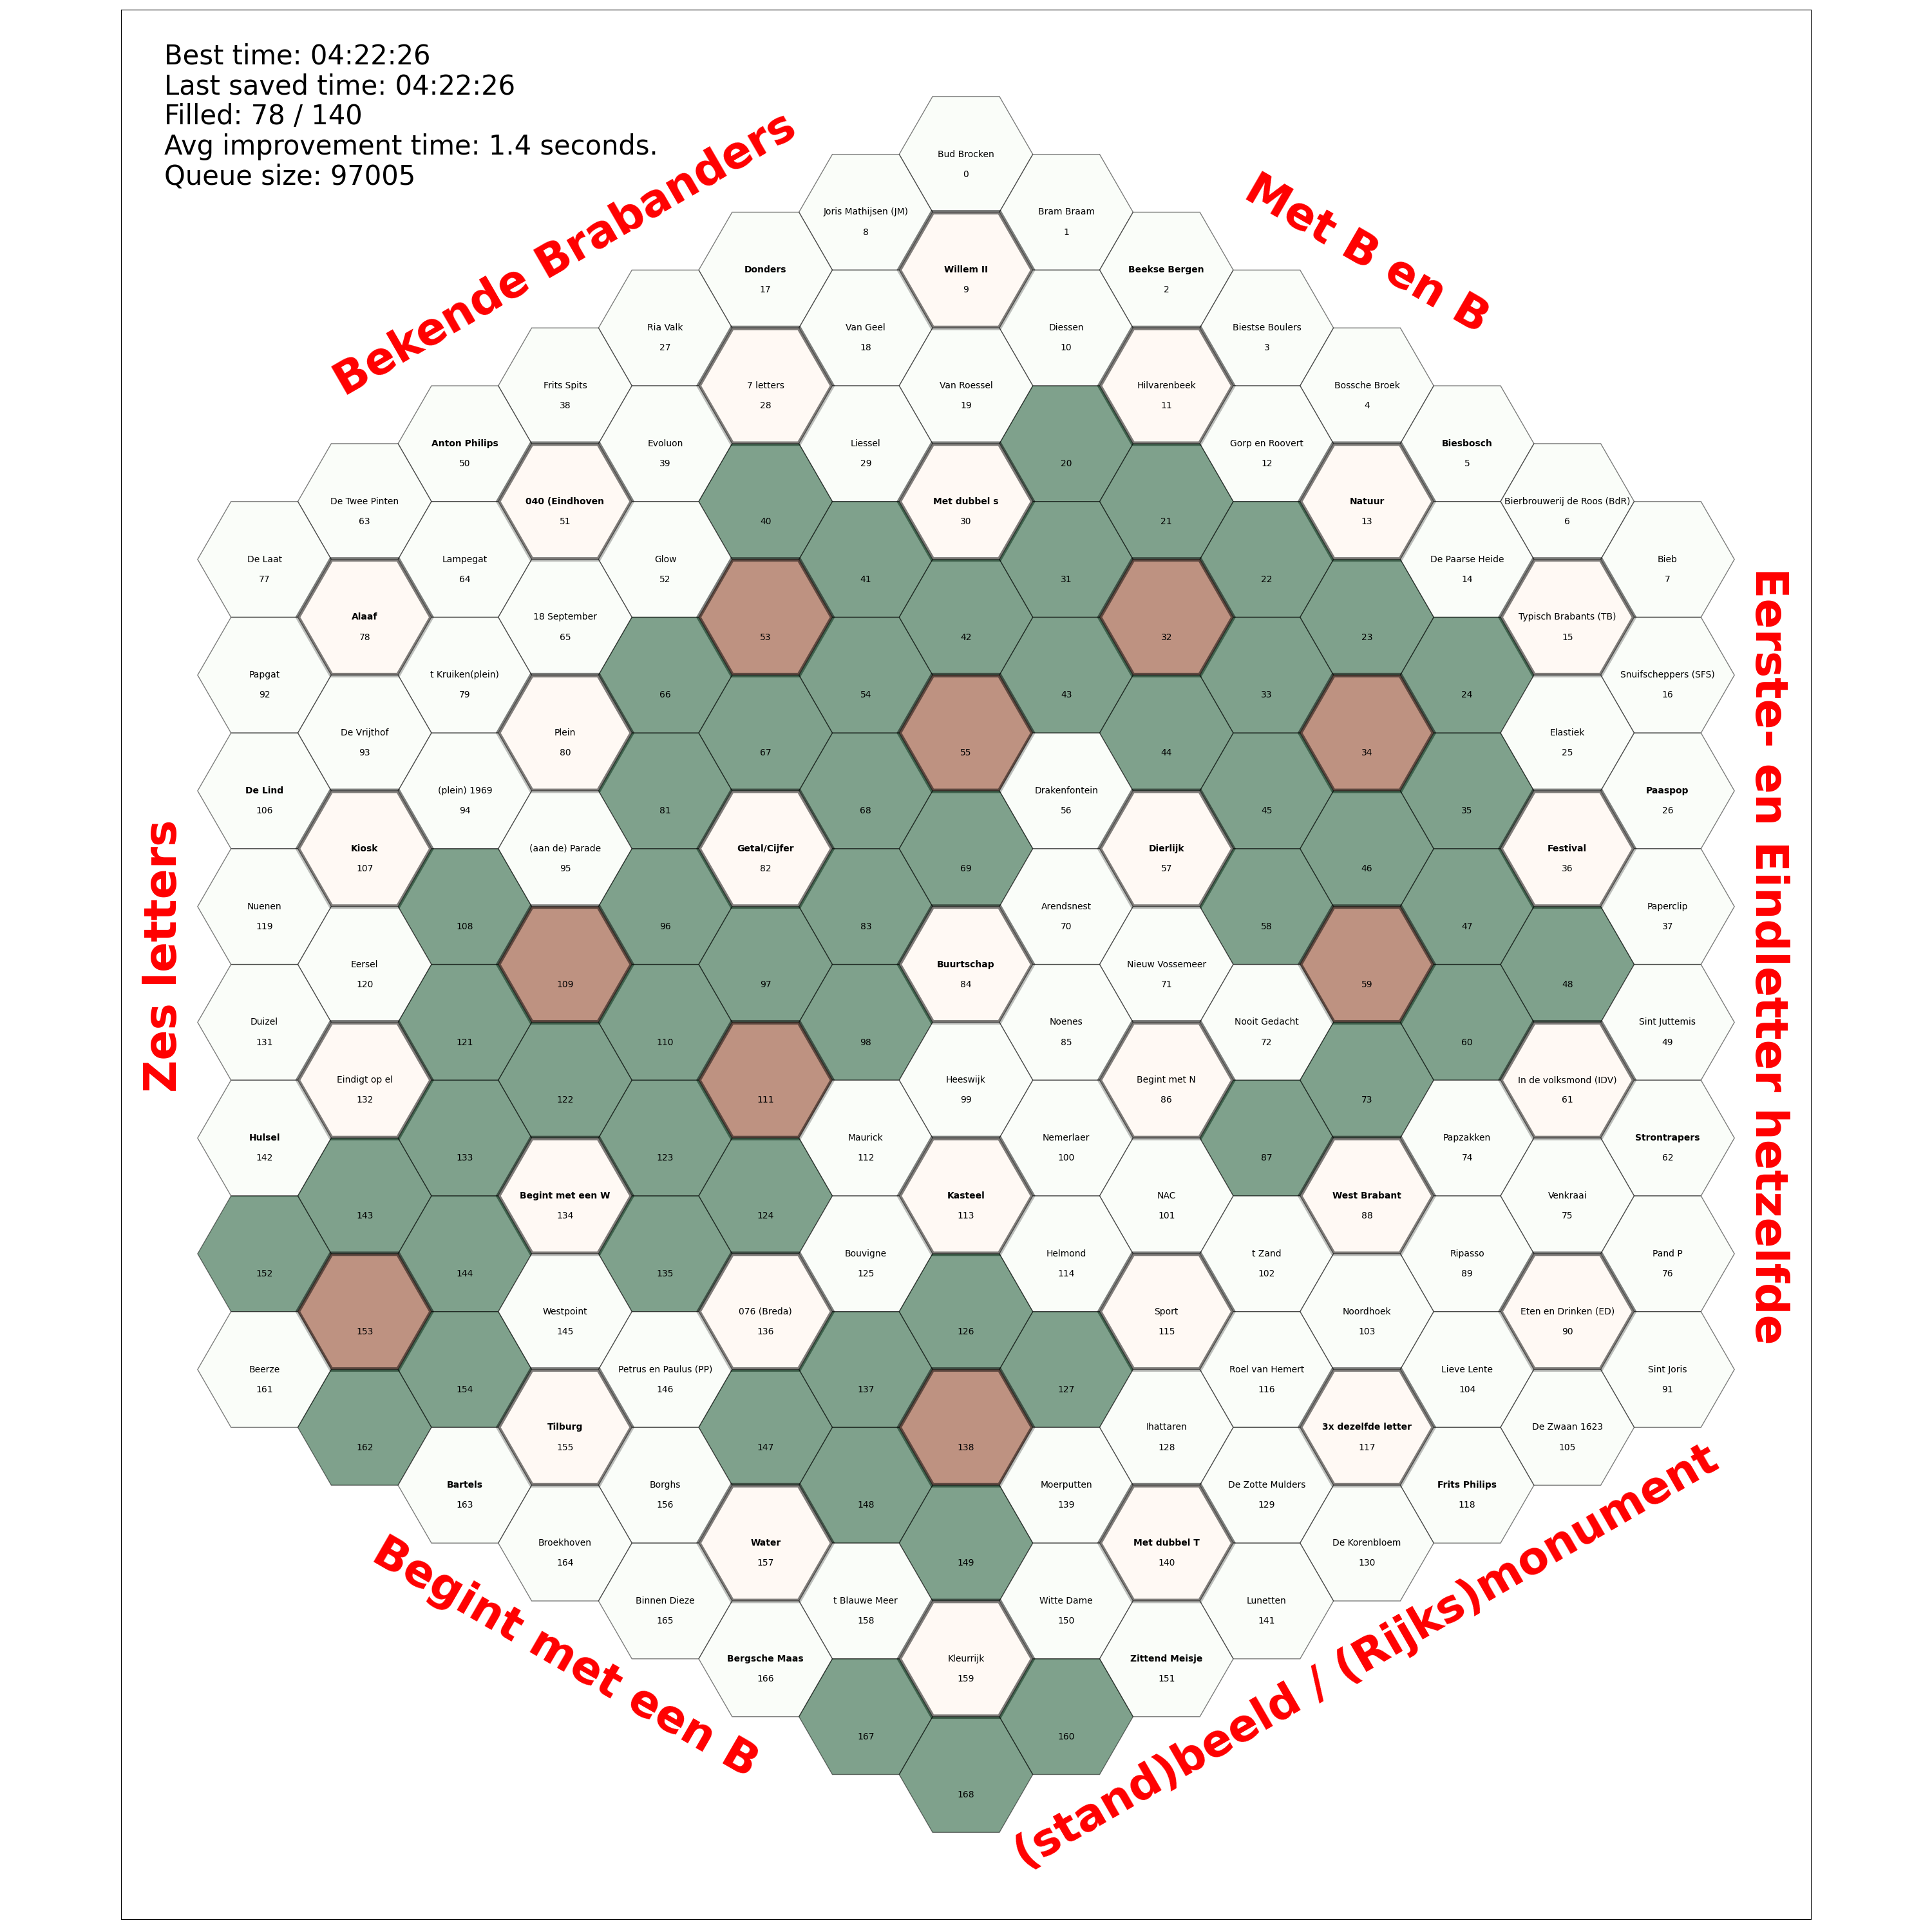 Best time: 04:22:26
Last saved time: 04:22:26
Filled: 78 / 140
Avg improvement time: 1.4 seconds.
Queue size: 97005
Bekende Brabanders
Met B en B
Eerste- en Eindletter hetzelfde
(stand)beeld / (Rijks)monument
Begint met een B
Zes letters
Bud Brocken
0
Bram Braam
1
Beekse Bergen
2
Biestse Boulers
3
Bossche Broek
4
Biesbosch
5
Bierbrouwerij de Roos (BdR)
6
Bieb
7
Joris Mathijsen (JM)
8
Willem II
9
Diessen
10
Hilvarenbeek
11
Gorp en Roovert
12
Natuur
13
De Paarse Heide
14
Typisch Brabants (TB)
15
Snuifscheppers (SFS)
16
Donders
17
Van Geel
18
Van Roessel
19
20
21
22
23
24
Elastiek
25
Paaspop
26
Ria Valk
27
7 letters
28
Liessel
29
Met dubbel s
30
31
32
33
34
35
Festival
36
Paperclip
37
Frits Spits
38
Evoluon
39
40
41
42
43
44
45
46
47
48
Sint Juttemis
49
Anton Philips
50
040 (Eindhoven
51
Glow
52
53
54
55
Drakenfontein
56
Dierlijk
57
58
59
60
In de volksmond (IDV)
61
Strontrapers
62
De Twee Pinten
63
Lampegat
64
18 September
65
66
67
68
69
Arendsnest
70
Nieuw Vossemeer
71
Nooit Gedacht
72
73
Papzakken
74
Venkraai
75
Pand P
76
De Laat
77
Alaaf
78
t Kruiken(plein)
79
Plein
80
81
Getal/Cijfer
82
83
Buurtschap
84
Noenes
85
Begint met N
86
87
West Brabant
88
Ripasso
89
Eten en Drinken (ED)
90
Sint Joris
91
Papgat
92
De Vrijthof
93
(plein) 1969
94
(aan de) Parade
95
96
97
98
Heeswijk
99
Nemerlaer
100
NAC
101
t Zand
102
Noordhoek
103
Lieve Lente
104
De Zwaan 1623
105
De Lind
106
Kiosk
107
108
109
110
111
Maurick
112
Kasteel
113
Helmond
114
Sport
115
Roel van Hemert
116
3x dezelfde letter
117
Frits Philips
118
Nuenen
119
Eersel
120
121
122
123
124
Bouvigne
125
126
127
Ihattaren
128
De Zotte Mulders
129
De Korenbloem
130
Duizel
131
Eindigt op el
132
133
Begint met een W
134
135
076 (Breda)
136
137
138
Moerputten
139
Met dubbel T
140
Lunetten
141
Hulsel
142
143
144
Westpoint
145
Petrus en Paulus (PP)
146
147
148
149
Witte Dame
150
Zittend Meisje
151
152
153
154
Tilburg
155
Borghs
156
Water
157
t Blauwe Meer
158
Kleurrijk
159
160
Beerze
161
162
Bartels
163
Broekhoven
164
Binnen Dieze
165
Bergsche Maas
166
167
168